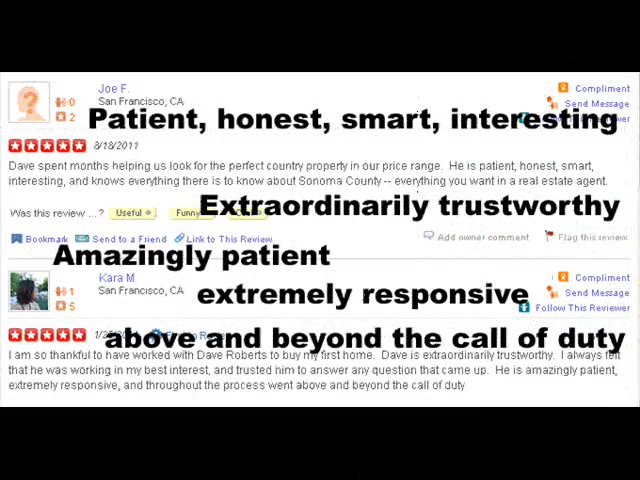 Joe F.
Compliment
San Francisco, CA
0
Send Message
2
Patient, honest, smart, interesting
8/18/2011
Dave spent months helping us look for the perfect country property in our price range. He is patient, honest, smart,
interesting, and knows everything there is to know about Sonoma County -- everything you want in a real estate agent.
Extraordinarily trustworthy
Was this review ...? Useful Funny
Bookmark Send to a Friend Link to This Review
Add owner comment Flag this review
Amazingly patient
Kara M.
Compliment
1 San Francisco, CA
Send Message
extremely responsive
5
Follow This Reviewer
above and beyond the call of duty
I am so thankful to have worked with Dave Roberts to buy my first home. Dave is extraordinarily trustworthy. I always felt
that he was working in my best interest, and trusted him to answer any question that came up. He is amazingly patient,
extremely responsive, and throughout the process went above and beyond the call of duty